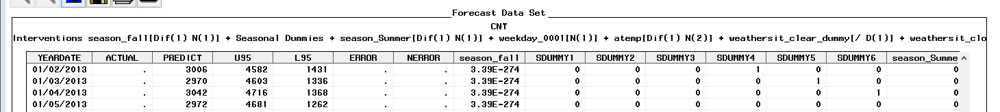 Forecast Data Set
CNT
Interventions season_fall[Dif(1) N(1)] + Seasonal Dummies + season_Summer[Dif(1) N(1)] + weekday_0001[N(1)] + atemp[Dif(1) N(2)] + weathersit_clear_dummy[/ D(1)] + weathersit_clo
YEARDATE ACTUAL PREDICT U95 L95 ERROR NERROR season_fall SDUMMY1 SDUMMY2 SDUMMY3 SDUMMY4 SDUMMY5 SDUMMY6 season_Summe
01/02/2013 . 3006 4582 1431 . . 3.39E-274 0 0 0 1 0 0 0
01/03/2013 . 2970 4603 1336 . . 3.39E-274 0 0 0 0 1 0 0
01/04/2013 . 3042 4716 1368 . . 3.39E-274 0 0 0 0 0 1 0
01/05/2013 . 2972 4681 1262 . . 3.39E-274 0 0 0 0 0 0 0